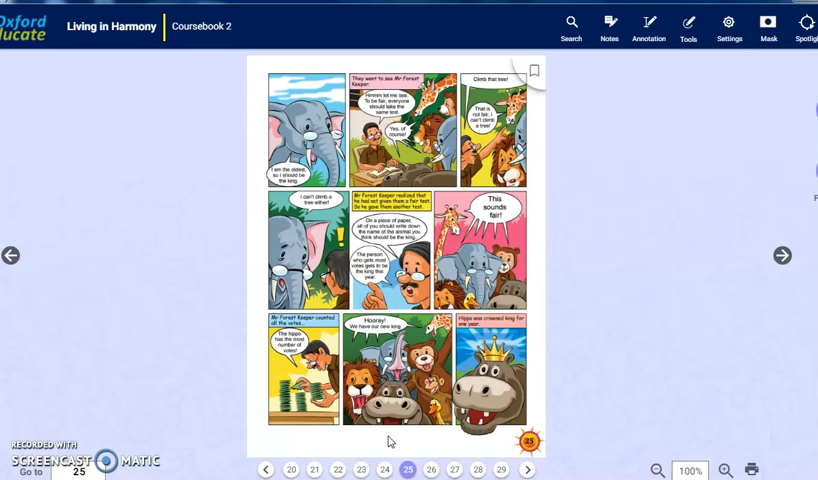 Oxford
Educate
Living in Harmony
Coursebook 2
Search
Notes
Annotation
Tools
Settings
Mask
I am the oldest,
so I should be
the king.
They went to see Mr Forest
Keeper.
Hmmm let me see.
To be fair, everyone
should take the
same test.
Yes, of
course!
Climb that tree!
That is
not fair, I
can't climb
a tree!
I can't climb a
tree either!
!
Mr Forest Keeper realized that
he had not given them a fair test.
So he gave them another test.
On a piece of paper,
all of you should write down
the name of the animal you
think should be the king.
The person
who gets most
votes gets to be
the king this
year.
This
sounds
fair!
Mr Forest Keeper counted
all the votes...
The hippo
has the most
number of
votes!
Hooray!
We have our new king.
Hippo was crowned king for
one year.
25
RECORDED WITH
SCREENCAST MATIC
Go to
25
20 21 22 23 24 25 26 27 28 29
100%